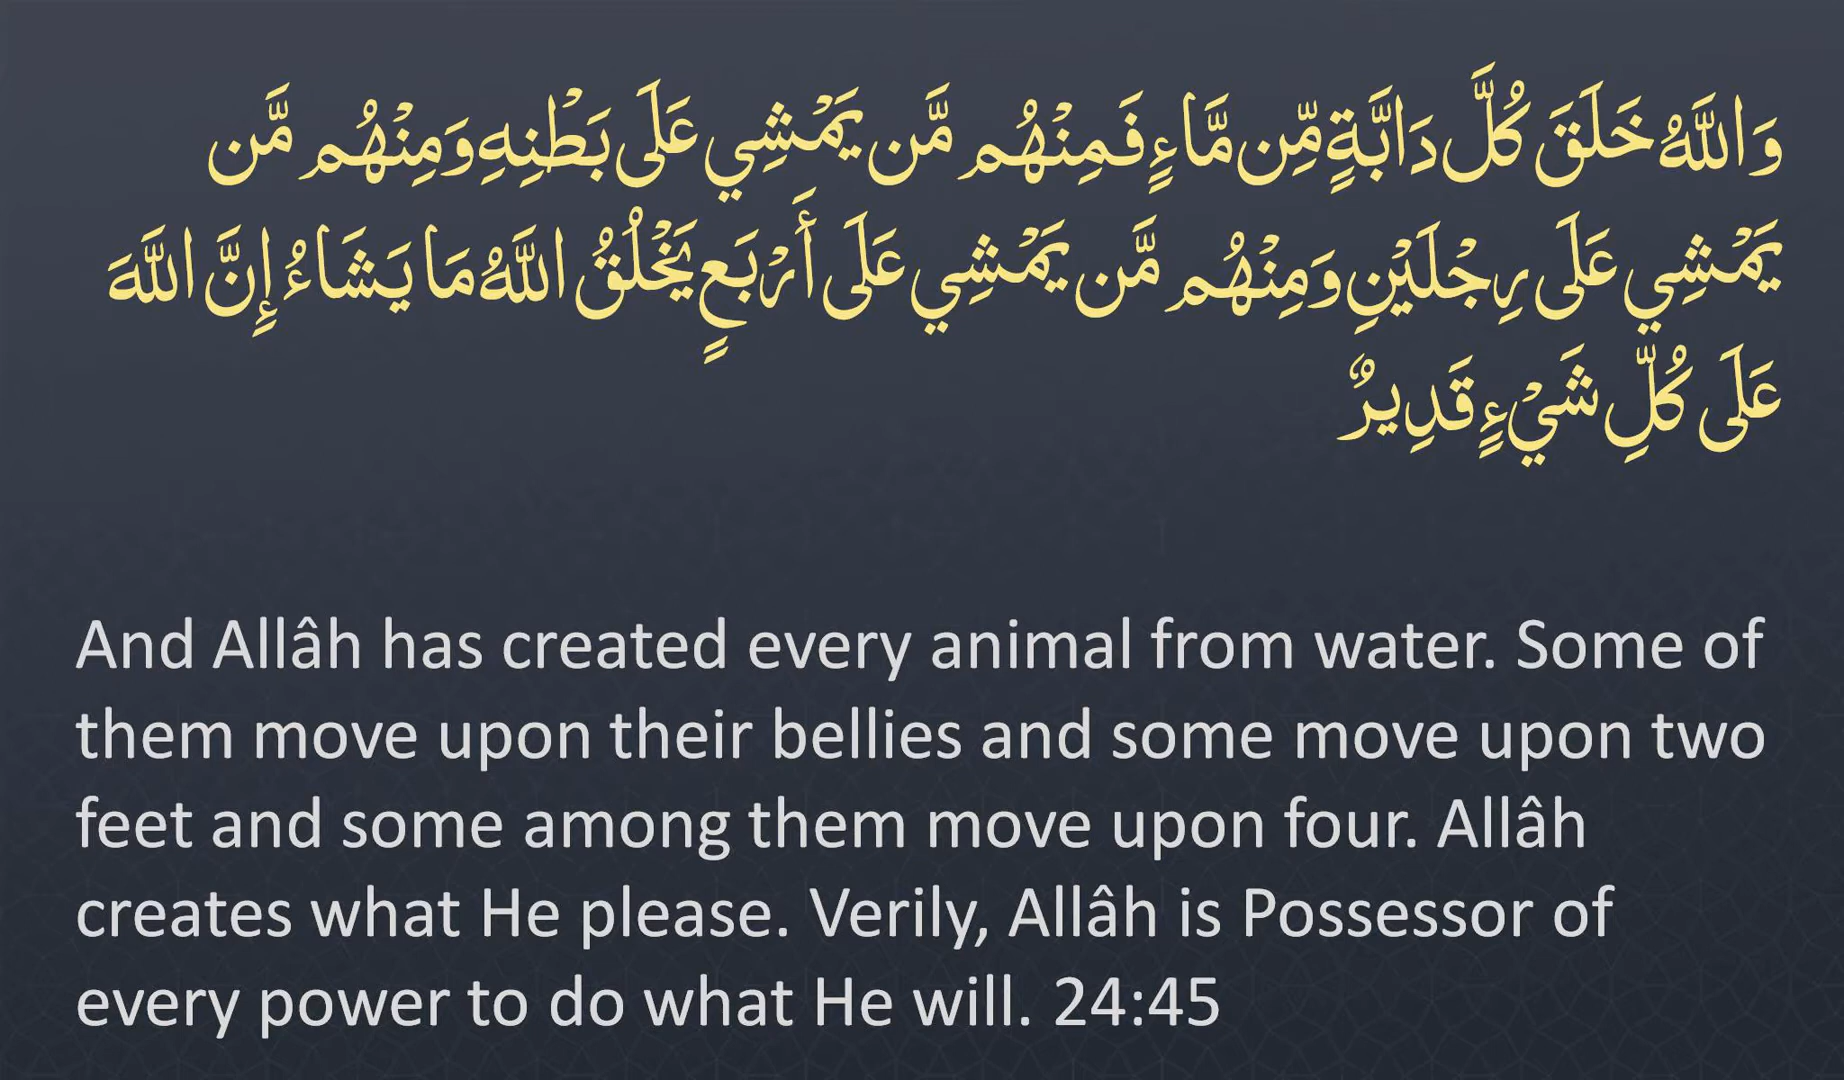 وَاللَّهُ خَلَقَ كُلَّ دَابَّةٍ مِّن مَّاءٍ فَمِنْهُم مَّن يَمْشِي عَلَى بَطْنِهِ وَمِنْهُم مَّن
يَمْشِي عَلَى رِجْلَيْنِ وَمِنْهُم مَّن يَمْشِي عَلَى أَرْبَعٍ يَخْلُقُ اللَّهُ مَا يَشَاءُ إِنَّ اللَّهَ
عَلَى كُلِّ شَيْءٍ قَدِيرٌ
And Allâh has created every animal from water. Some of
them move upon their bellies and some move upon two
feet and some among them move upon four. Allâh
creates what He please. Verily, Allâh is Possessor of
every power to do what He will. 24:45